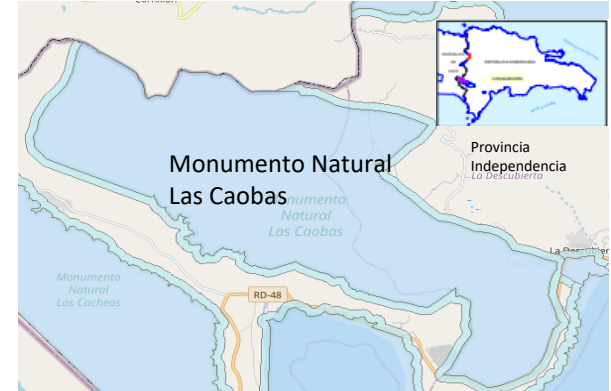 Monumento Natural
Las Caobas
Monumento
Natural
Las Caobas
Provincia
Independencia
La Descubierta
Monumento
Natural
Los Cacheos
RD-48